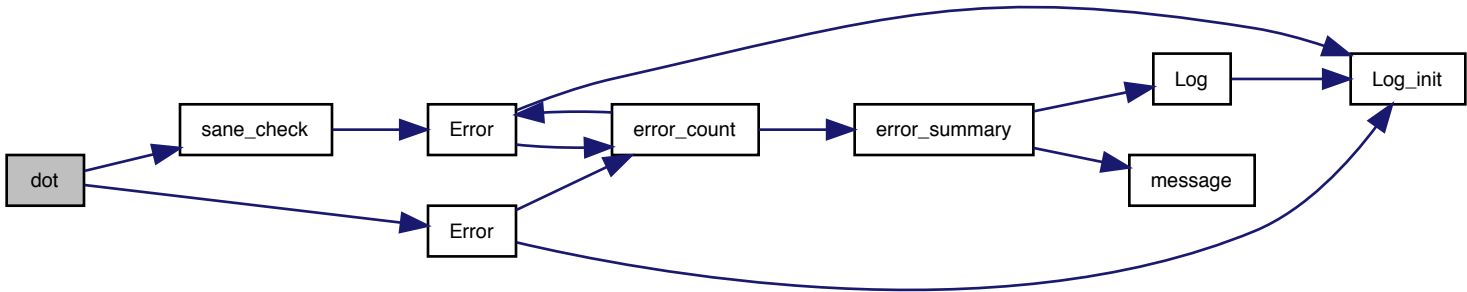 dot
sane_check
Error
Error
error_count
error_summary
Log
message
Log_init